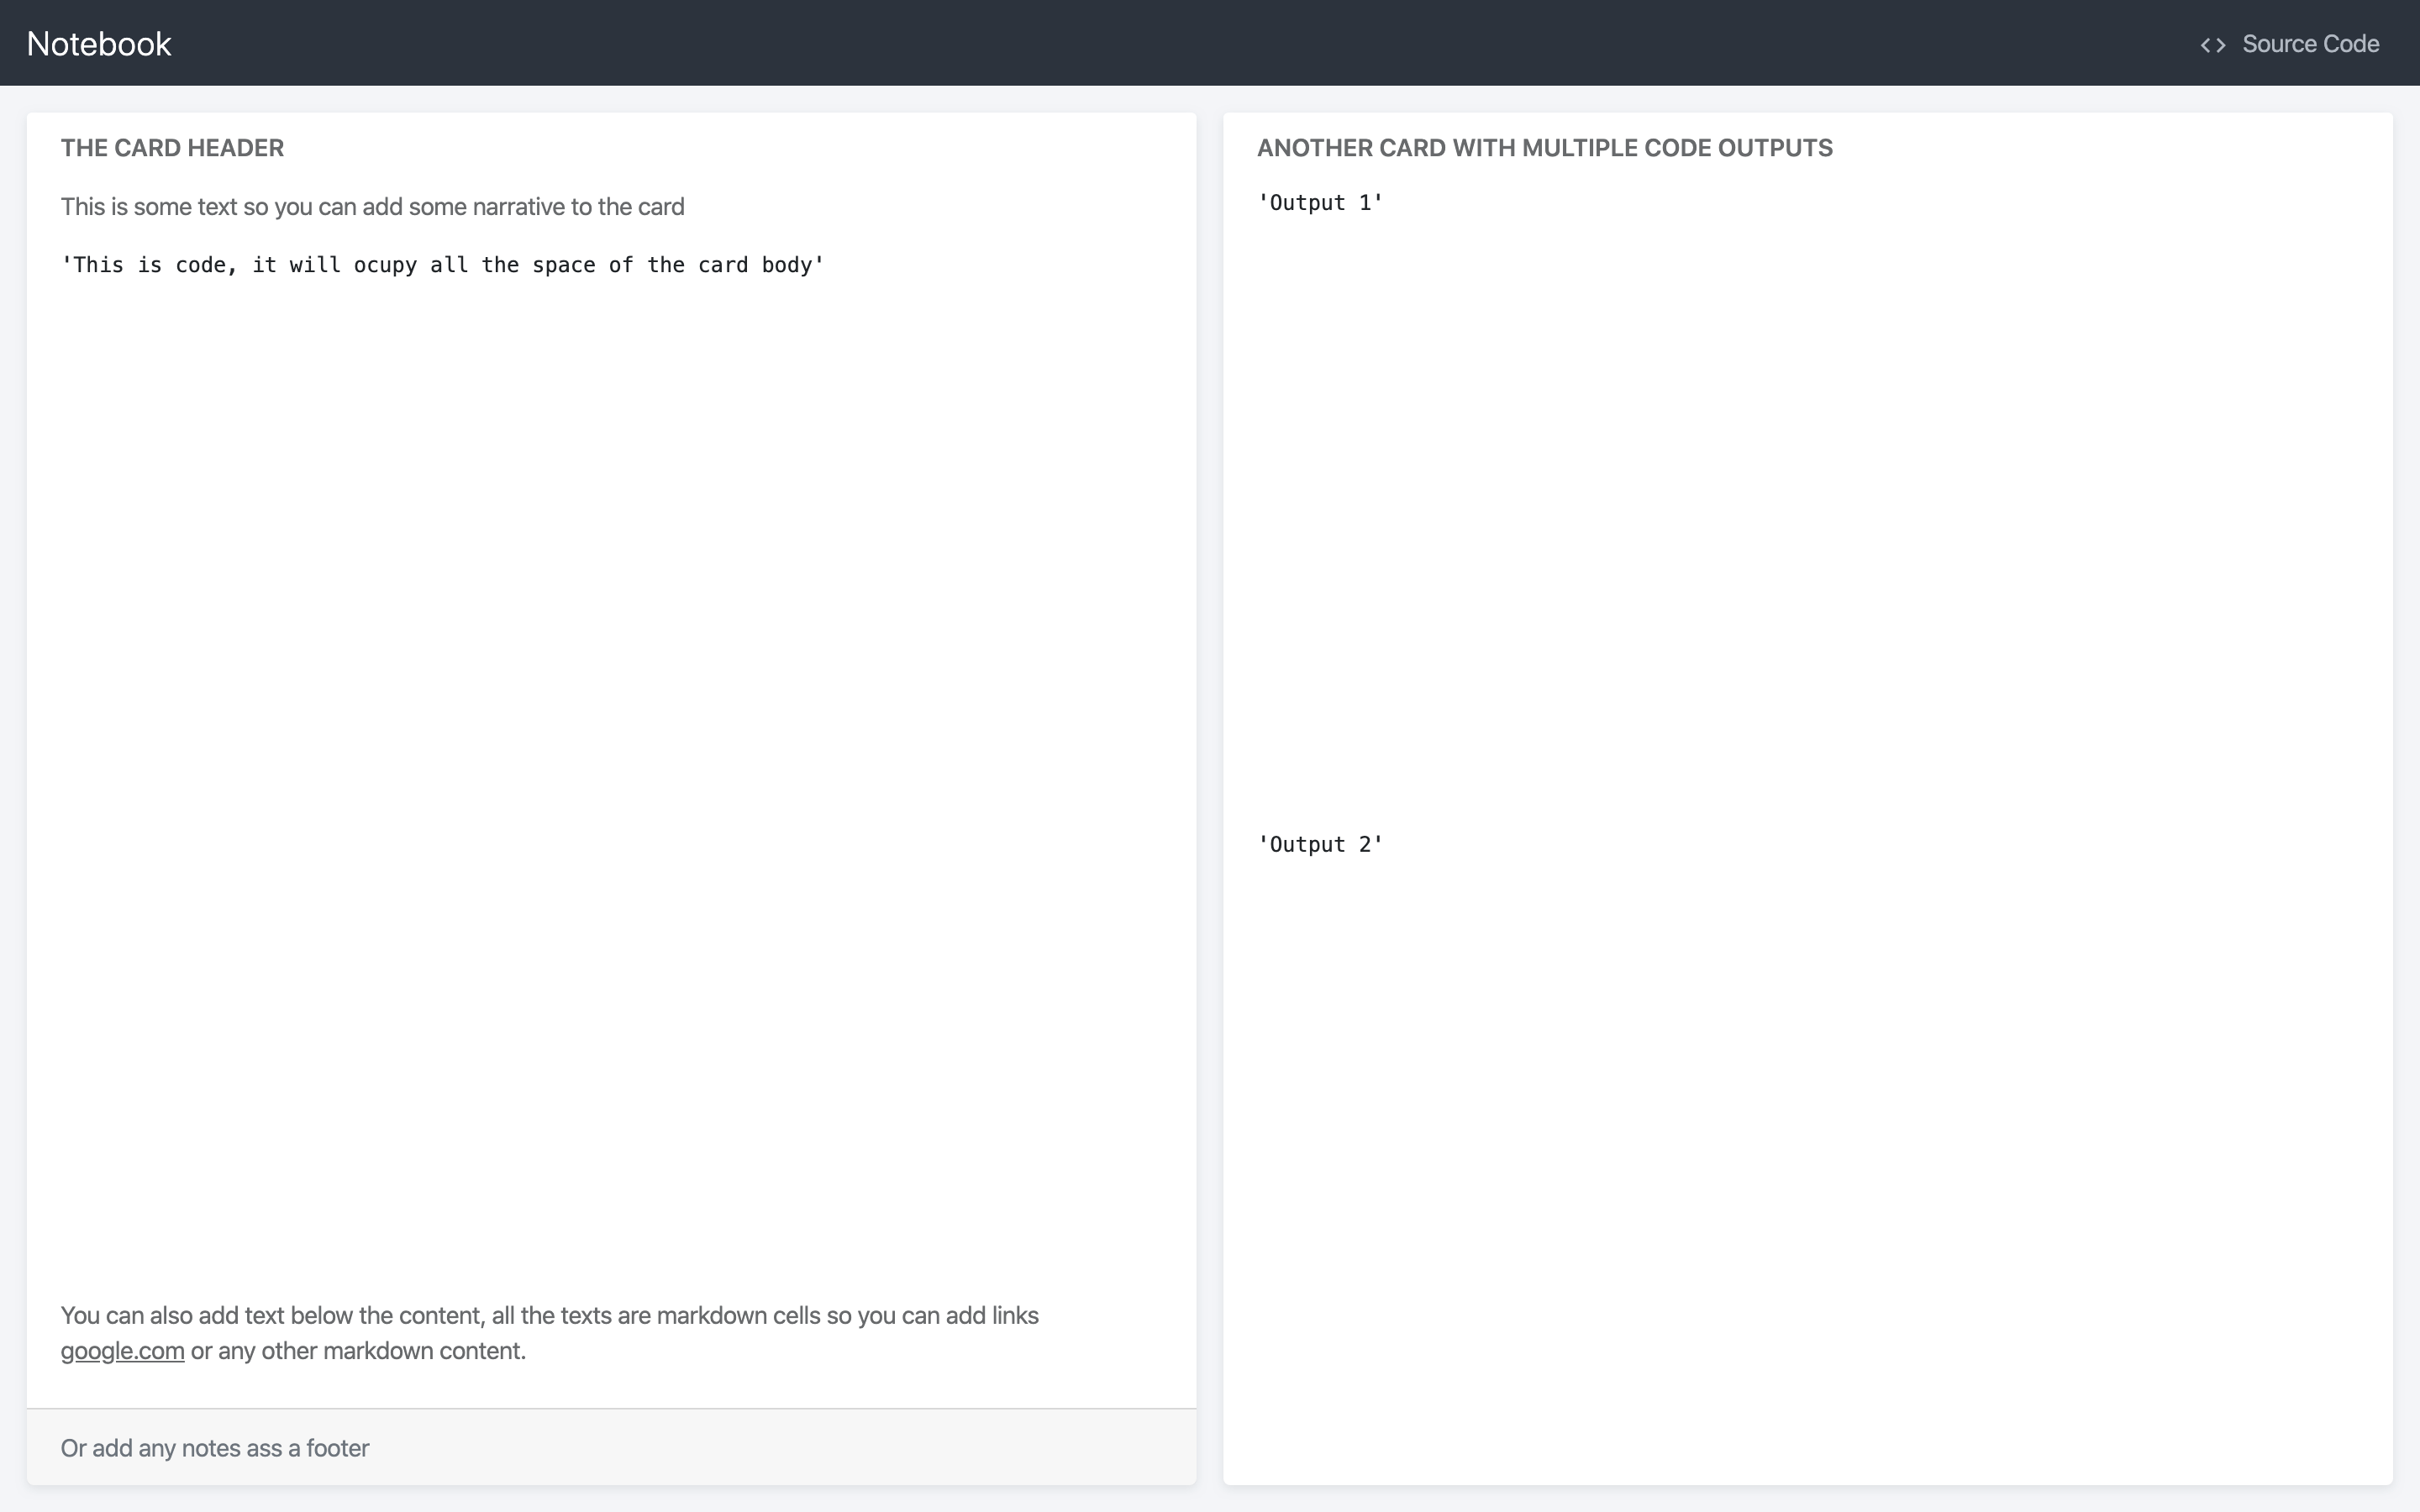 Notebook
<> Source Code
THE CARD HEADER
This is some text so you can add some narrative to the card
'This is code, it will ocupy all the space of the card body'
You can also add text below the content, all the texts are markdown cells so you can add links
google.com or any other markdown content.
Or add any notes ass a footer
ANOTHER CARD WITH MULTIPLE CODE OUTPUTS
'Output 1'
'Output 2'